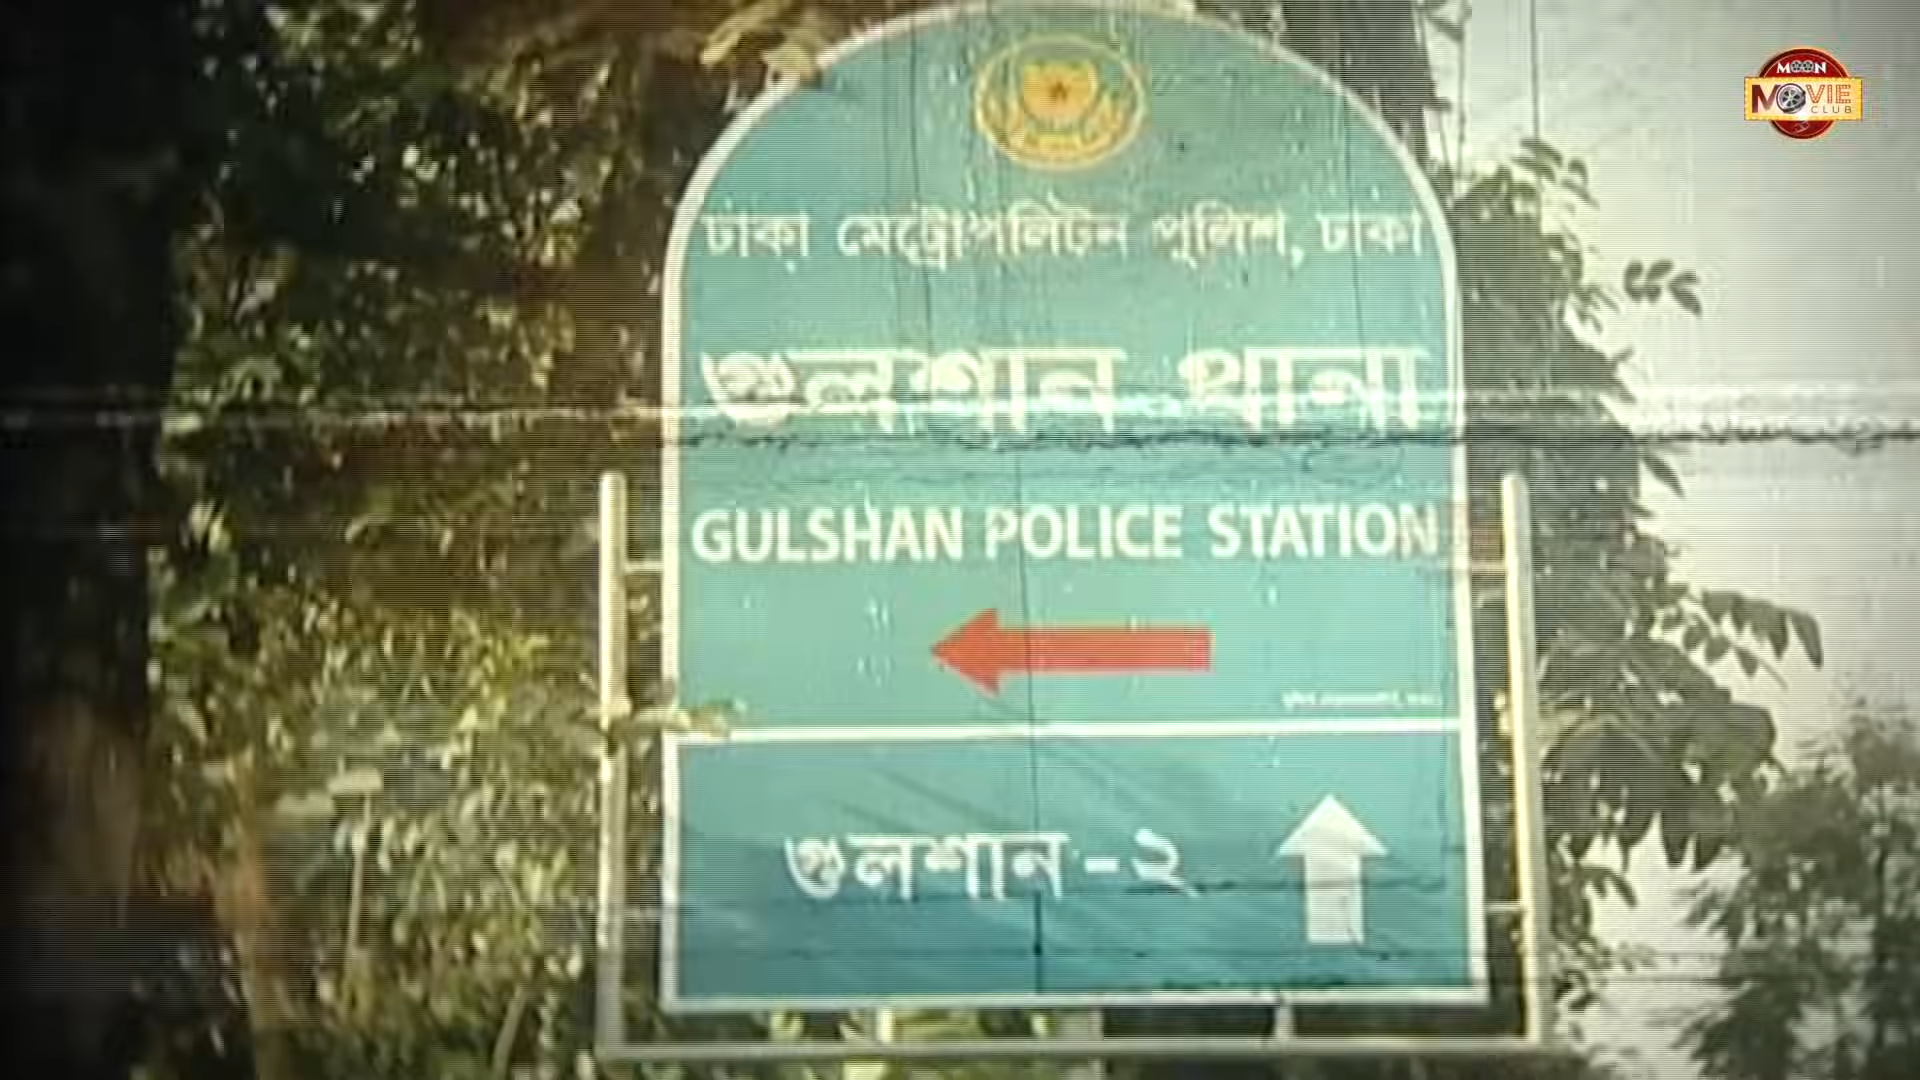 MOON
MOVIE
CLUB
ঢাকা মেট্রোপলিটন পুলিশ, ঢাকা
গুলশান থানা
GULSHAN POLICE STATION
গুলশান - ২